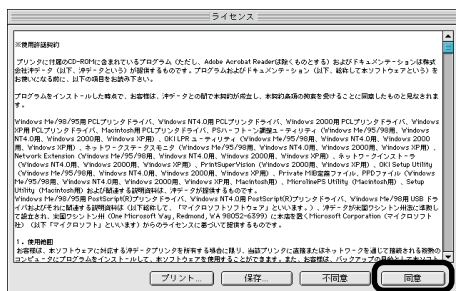 ライセンス
※使用許諾契約
プリンタに付属のCD-ROMに含まれているプログラム（ただし、Adobe Acrobat Readerは除くものとする）およびドキュメンテーションは株式
会社沖データ（以下、沖データという）が提供するものです。プログラムおよびドキュメンテーション（以下、総称して本ソフトウェアという）を
お使いになる前に、以下の項目をお読み下さい。
プログラムをインストールした時点で、お客様は、沖データとの間で本契約が成立し、本契約条項の拘束を受けることに同意したものと見なされま
す。
Windows Me/98/95用 PCLプリンタドライバ、Windows NT4.0用 PCLプリンタドライバ、Windows 2000用 PCLプリンタドライバ、Windows
XP用 PCLプリンタドライバ、Macintosh用 PCLプリンタドライバ、PSハーフトーン調整ユーティリティ（Windows Me/95/98用、Windows
NT4.0用、Windows 2000用、Windows XP用）、OKI LPR ユーティリティ（Windows Me/95/98用、Windows NT4.0用、Windows 2000
用、Windows XP用）、ネットワークステータスモニタ（Windows Me/95/98用、Windows NT4.0用、Windows 2000用、Windows XP用）、
Network Extension（Windows Me/95/98用、Windows NT4.0用、Windows 2000用、Windows XP用）、ネットワークインストーラ
（Windows NT4.0用、Windows 2000用、Windows XP用）、PrintSuperVision（Windows 2000用、Windows XP用）、OKI Setup Utility
（Windows Me/95/98用、Windows NT4.0用、Windows 2000用、Windows XP用）、Private MIB定義ファイル、PPDファイル（Windows
Me/95/98用、Windows NT4.0用、Windows 2000用、Windows XP用、Macintosh用）、MicrolinePS Utility（Macintosh用）、Setup
Utility（Macintosh用）および関連する説明資料は、沖データが提供するものです。
Windows Me/98/95用 PostScript(R)プリンタドライバ、Windows NT4.0用 PostScript(R)プリンタドライバ、Windows Me/98用 USB ドラ
イバおよびそれに関連する説明資料は（以下総称して、「マイクロソフトソフトウェア」といいます。）、沖データが米国ワシントン州法に準拠し
て設立され、米国ワシントン州（One Microsoft Way, Redmond, WA 98052-6399）に本店を置くMicrosoft Corporation（マイクロソフト
社）（以下「マイクロソフト」といいます）からのライセンスに基づいて提供するものです。
1．使用範囲
お客様は、本ソフトウェアに対応する沖データプリンタを所有する場合に限り、当該プリンタに直接またはネットワークを通じて接続される複数の
コンピュータにプログラムをインストールして、本ソフトウェアを使用することができます。また、お客様は、バックアップの目的として本ソフト
プリント...
保存...
不同意
同意